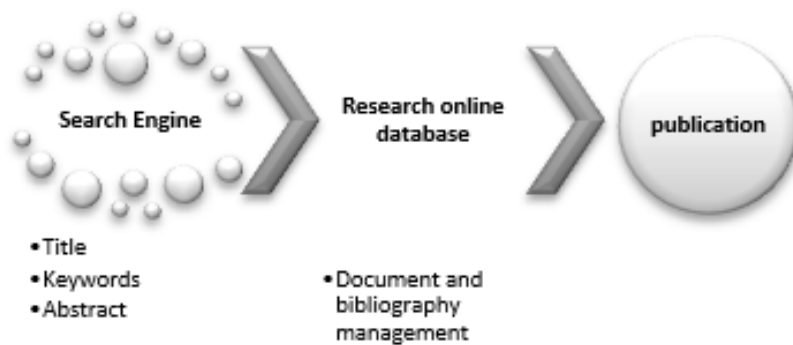 Search Engine
Research online
database
publication
•Title
•Keywords
•Abstract
•Document and
bibliography
management